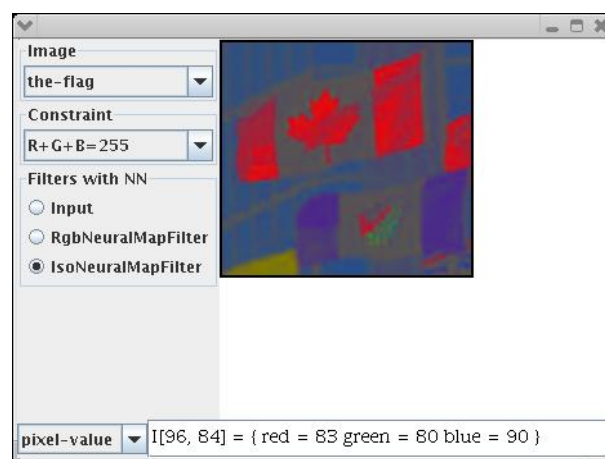 Image
the-flag
Constraint
R+G+B=255
Filters with NN
Input
RgbNeuralMapFilter
IsoNeuralMapFilter
pixel-value
I[96, 84] = { red = 83 green = 80 blue = 90 }